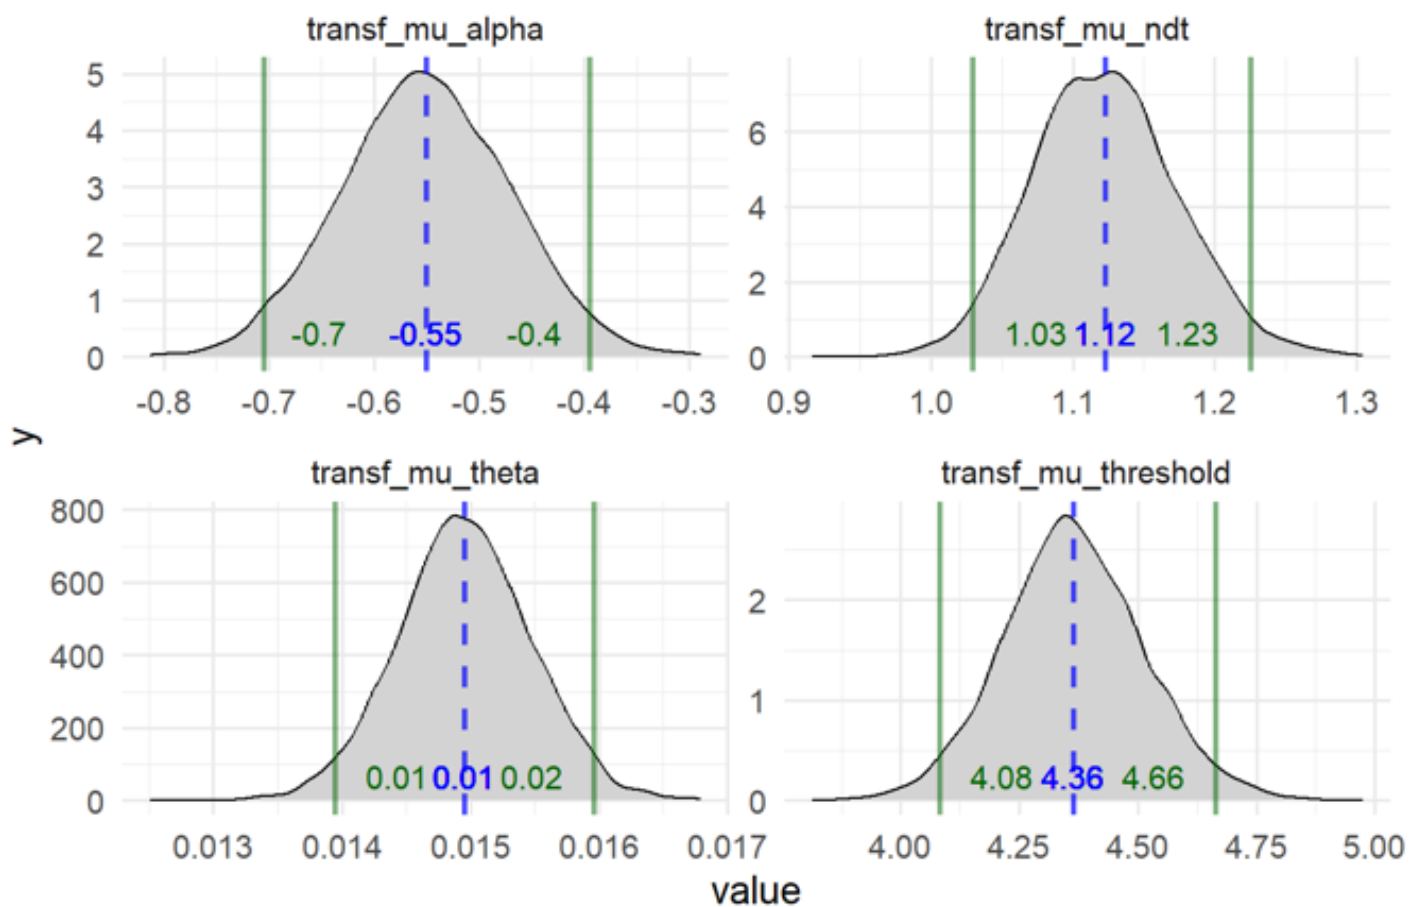 transf_mu_alpha
5
4
3
2
1
0
-0.7 -0.55 -0.4
-0.8 -0.7 -0.6 -0.5 -0.4 -0.3
transf_mu_ndt
6
4
2
0
1.03 1.12 1.23
0.9 1.0 1.1 1.2 1.3
y
transf_mu_theta
800
600
400
200
0
0.01 0.01 0.02
0.013 0.014 0.015 0.016 0.017
transf_mu_threshold
2
1
0
4.08 4.36 4.66
4.00 4.25 4.50 4.75 5.00
value